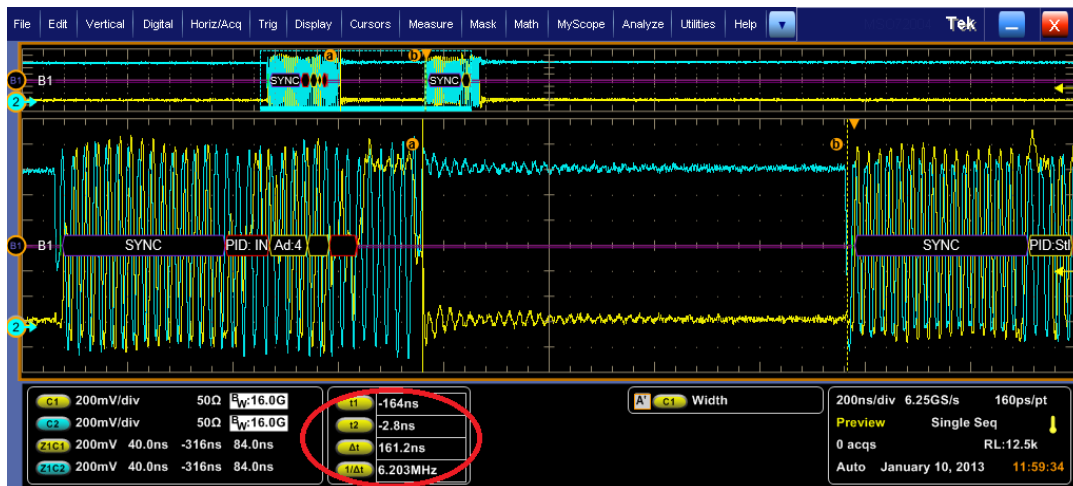 File Edit Vertical Digital Horiz/Acq Trig Display Cursors Measure Mask Math MyScope Analyze Utilities Help Tek X
a b
B1 B1 SYNC SYNC
2
a b
B1 B1 SYNC PID: IN Ad:4 SYNC PID:Stl
2
C1 200mV/div 50Ω BW:16.0G
C2 200mV/div 50Ω BW:16.0G
Z1C1 200mV 40.0ns -316ns 84.0ns
Z1C2 200mV 40.0ns -316ns 84.0ns
t1 -164ns
t2 -2.8ns
Δt 161.2ns
1/Δt 6.203MHz
A' C1 Width
200ns/div 6.25GS/s 160ps/pt
Preview Single Seq
0 acqs RL:12.5k
Auto January 10, 2013 11:59:34